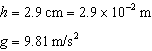 h = 2.9 cm = 2.9 × 10⁻² m
g = 9.81 m/s²